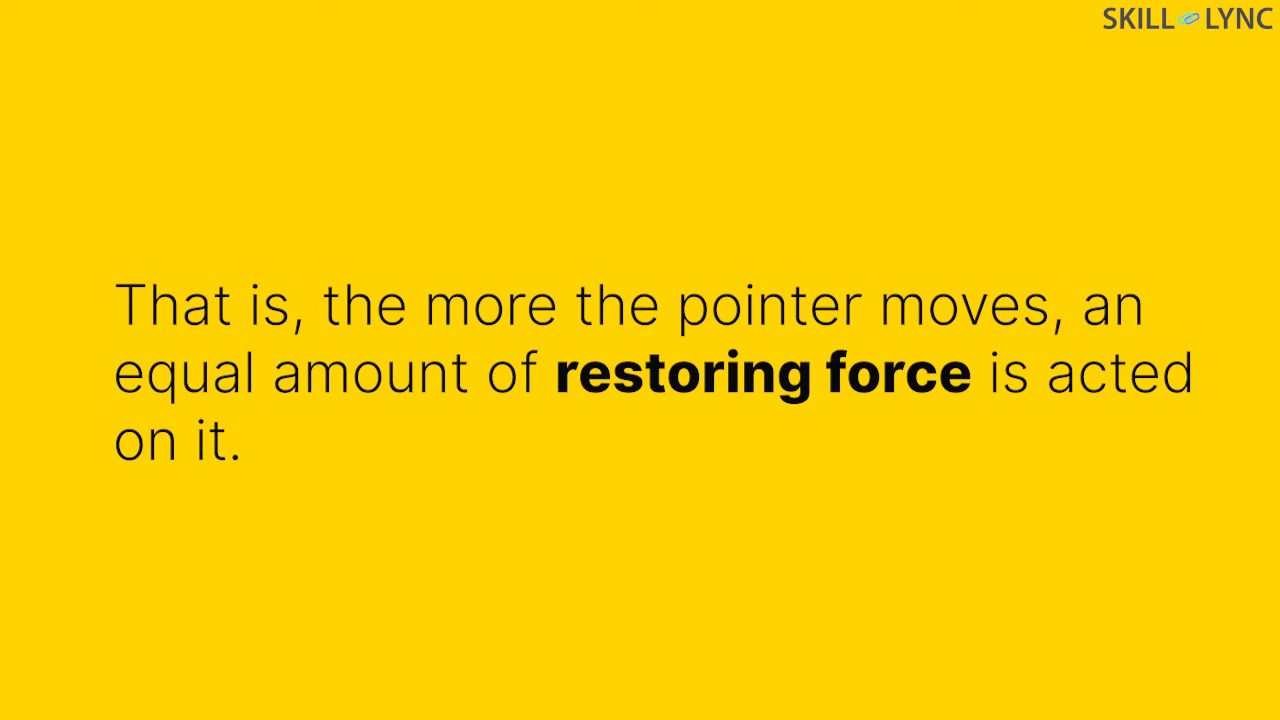 SKILL LYNC
That is, the more the pointer moves, an
equal amount of restoring force is acted
on it.